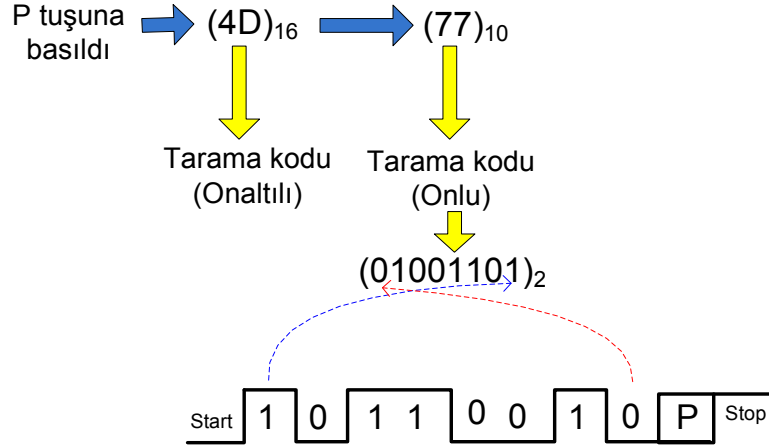 P tuşuna
basıldı
(4D)16
(77)10
Tarama kodu
(Onaltılı)
Tarama kodu
(Onlu)
(01001101)2
Start 1 0 1 1 0 0 1 0 P Stop